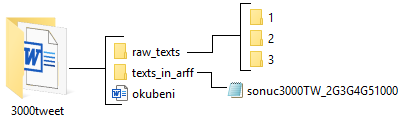 1
raw_texts
2
texts_in_arff
3
okubeni
sonuc3000TW_2G3G4G51000
3000tweet